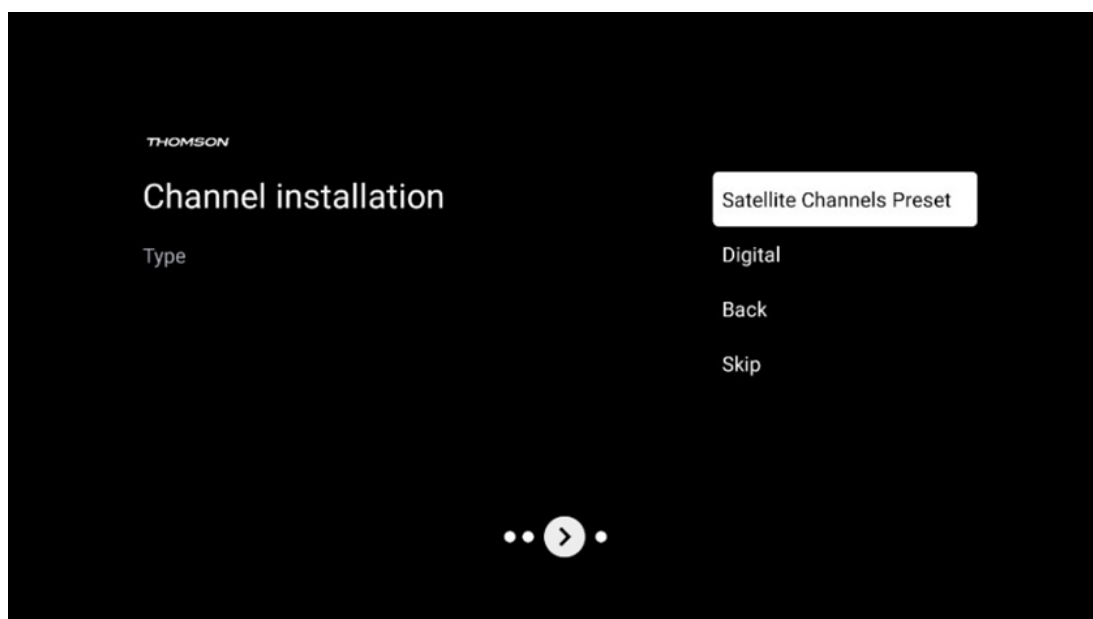 THOMSON
Channel installation
Type
Satellite Channels Preset
Digital
Back
Skip